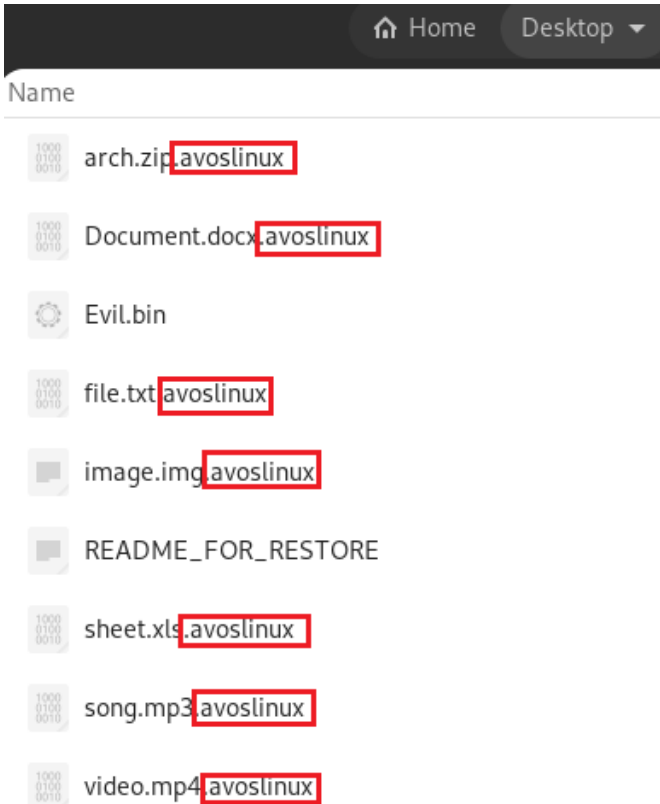 Home Desktop
Name
arch.zip.avoslinux
Document.docx.avoslinux
Evil.bin
file.txt.avoslinux
image.img.avoslinux
README_FOR_RESTORE
sheet.xls.avoslinux
song.mp3.avoslinux
video.mp4.avoslinux